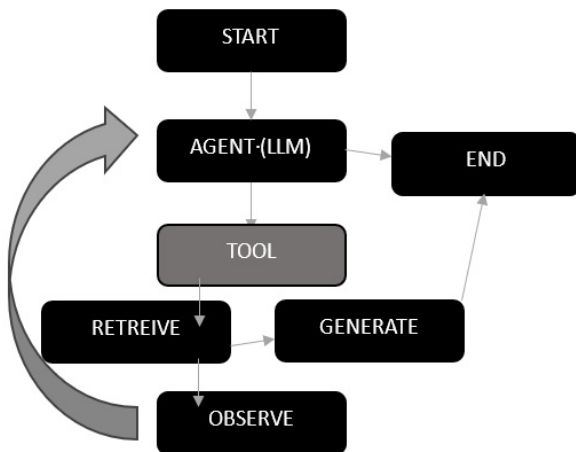 START
AGENT·(LLM)
END
TOOL
RETREIVE
GENERATE
OBSERVE